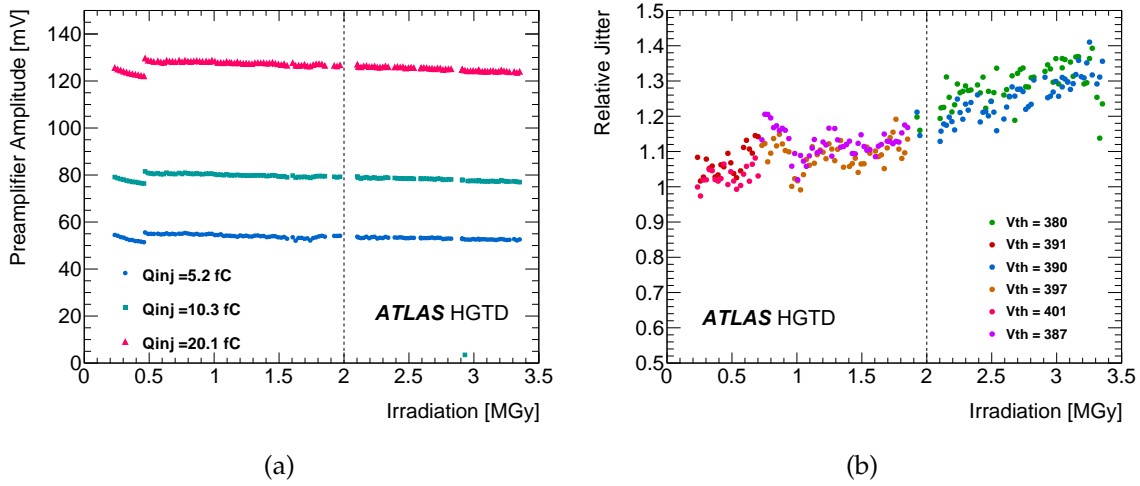 Preamplifier Amplitude [mV]
140
120
100
80
60
40
20
0
Qinj =5.2 fC
Qinj =10.3 fC
Qinj =20.1 fC
ATLAS HGTD
0 0.5 1 1.5 2 2.5 3 3.5
Irradiation [MGy]
(a)
Relative Jitter
1.5
1.4
1.3
1.2
1.1
1
0.9
0.8
0.7
0.6
0.5
Vth = 380
Vth = 391
Vth = 390
Vth = 397
Vth = 401
Vth = 387
ATLAS HGTD
0 0.5 1 1.5 2 2.5 3 3.5
Irradiation [MGy]
(b)